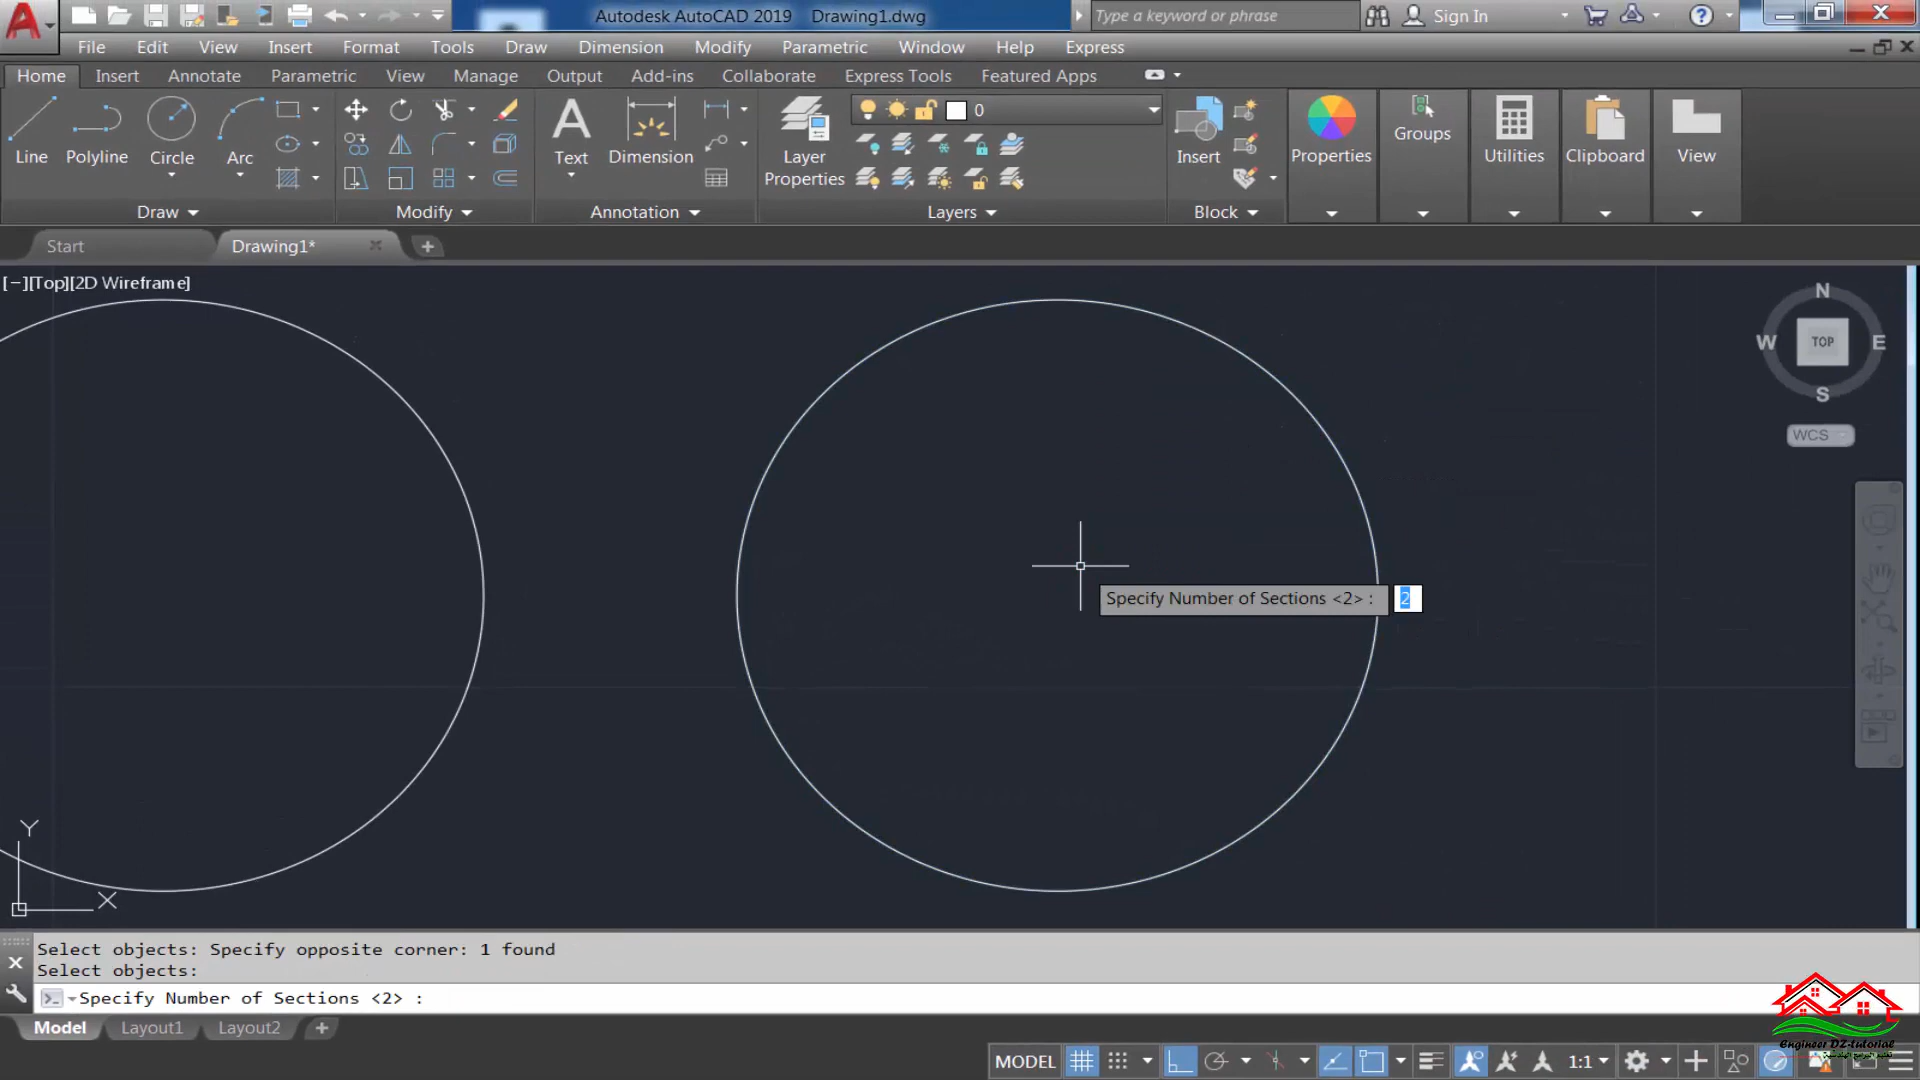 Autodesk AutoCAD 2019 Drawing1.dwg
Type a keyword or phrase
Sign In
File Edit View Insert Format Tools Draw Dimension Modify Parametric Window Help Express
Home Insert Annotate Parametric View Manage Output Add-ins Collaborate Express Tools Featured Apps
0
Line Polyline Circle Arc
Text Dimension
Layer Properties
Insert
Properties Groups Utilities Clipboard View
Draw Modify Annotation Layers Block
Start Drawing1*
[−][Top][2D Wireframe]
N
W TOP E
S
WCS
Specify Number of Sections <2> : 2
Y
X
Select objects: Specify opposite corner: 1 found
Select objects:
Specify Number of Sections <2> :
Model Layout1 Layout2
MODEL 1:1
Engineer DZ-tutorial